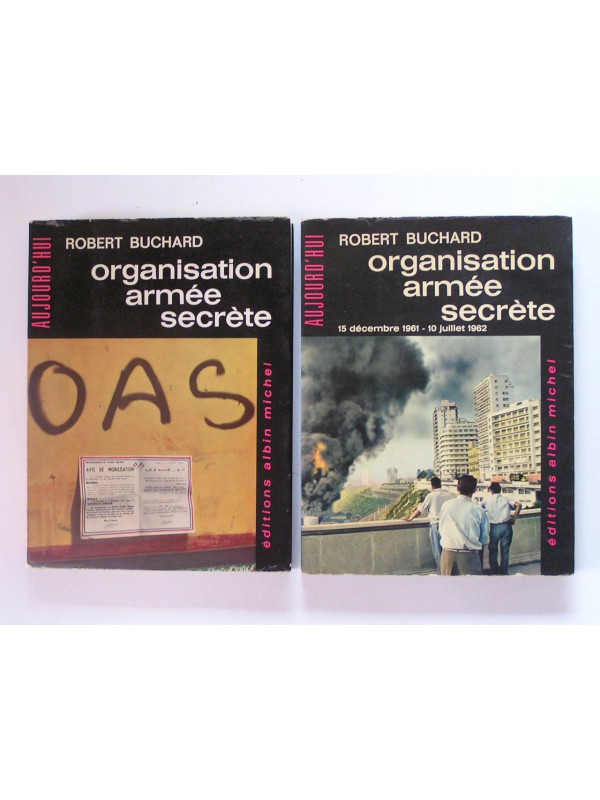 AUJOURD'HUI
ROBERT BUCHARD
organisation
armée
secrète
OAS
AVIS DE MOBILISATION
éditions albin michel
AUJOURD'HUI
ROBERT BUCHARD
organisation
armée
secrète
15 décembre 1961 - 10 juillet 1962
éditions albin michel